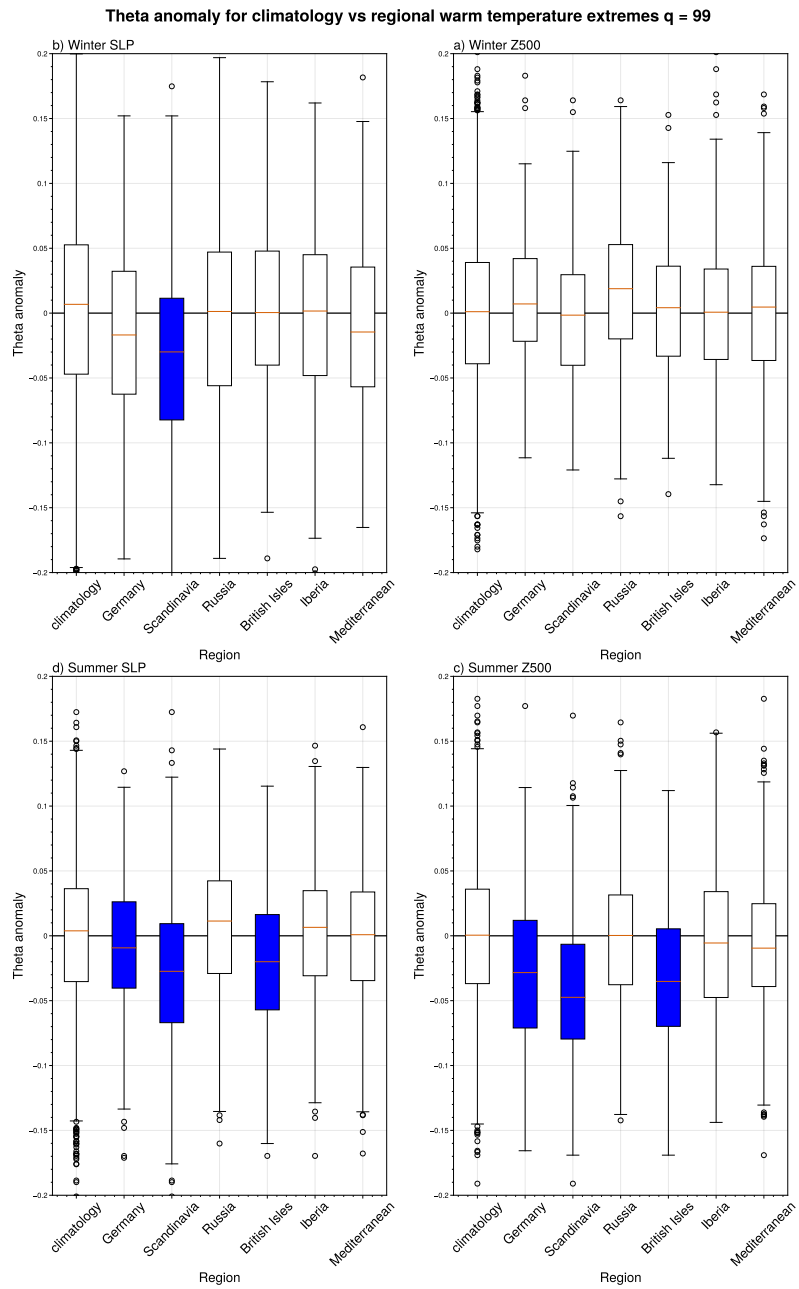 Theta anomaly for climatology vs regional warm temperature extremes q = 99
b) Winter SLP
0.2
0.15
0.1
0.05
0
−0.05
−0.1
−0.15
−0.2
Theta anomaly
climatology
Germany
Scandinavia
Russia
British Isles
Iberia
Mediterranean
Region
a) Winter Z500
0.2
0.15
0.1
0.05
0
−0.05
−0.1
−0.15
−0.2
Theta anomaly
climatology
Germany
Scandinavia
Russia
British Isles
Iberia
Mediterranean
Region
d) Summer SLP
0.2
0.15
0.1
0.05
0
−0.05
−0.1
−0.15
−0.2
Theta anomaly
climatology
Germany
Scandinavia
Russia
British Isles
Iberia
Mediterranean
Region
c) Summer Z500
0.2
0.15
0.1
0.05
0
−0.05
−0.1
−0.15
−0.2
Theta anomaly
climatology
Germany
Scandinavia
Russia
British Isles
Iberia
Mediterranean
Region